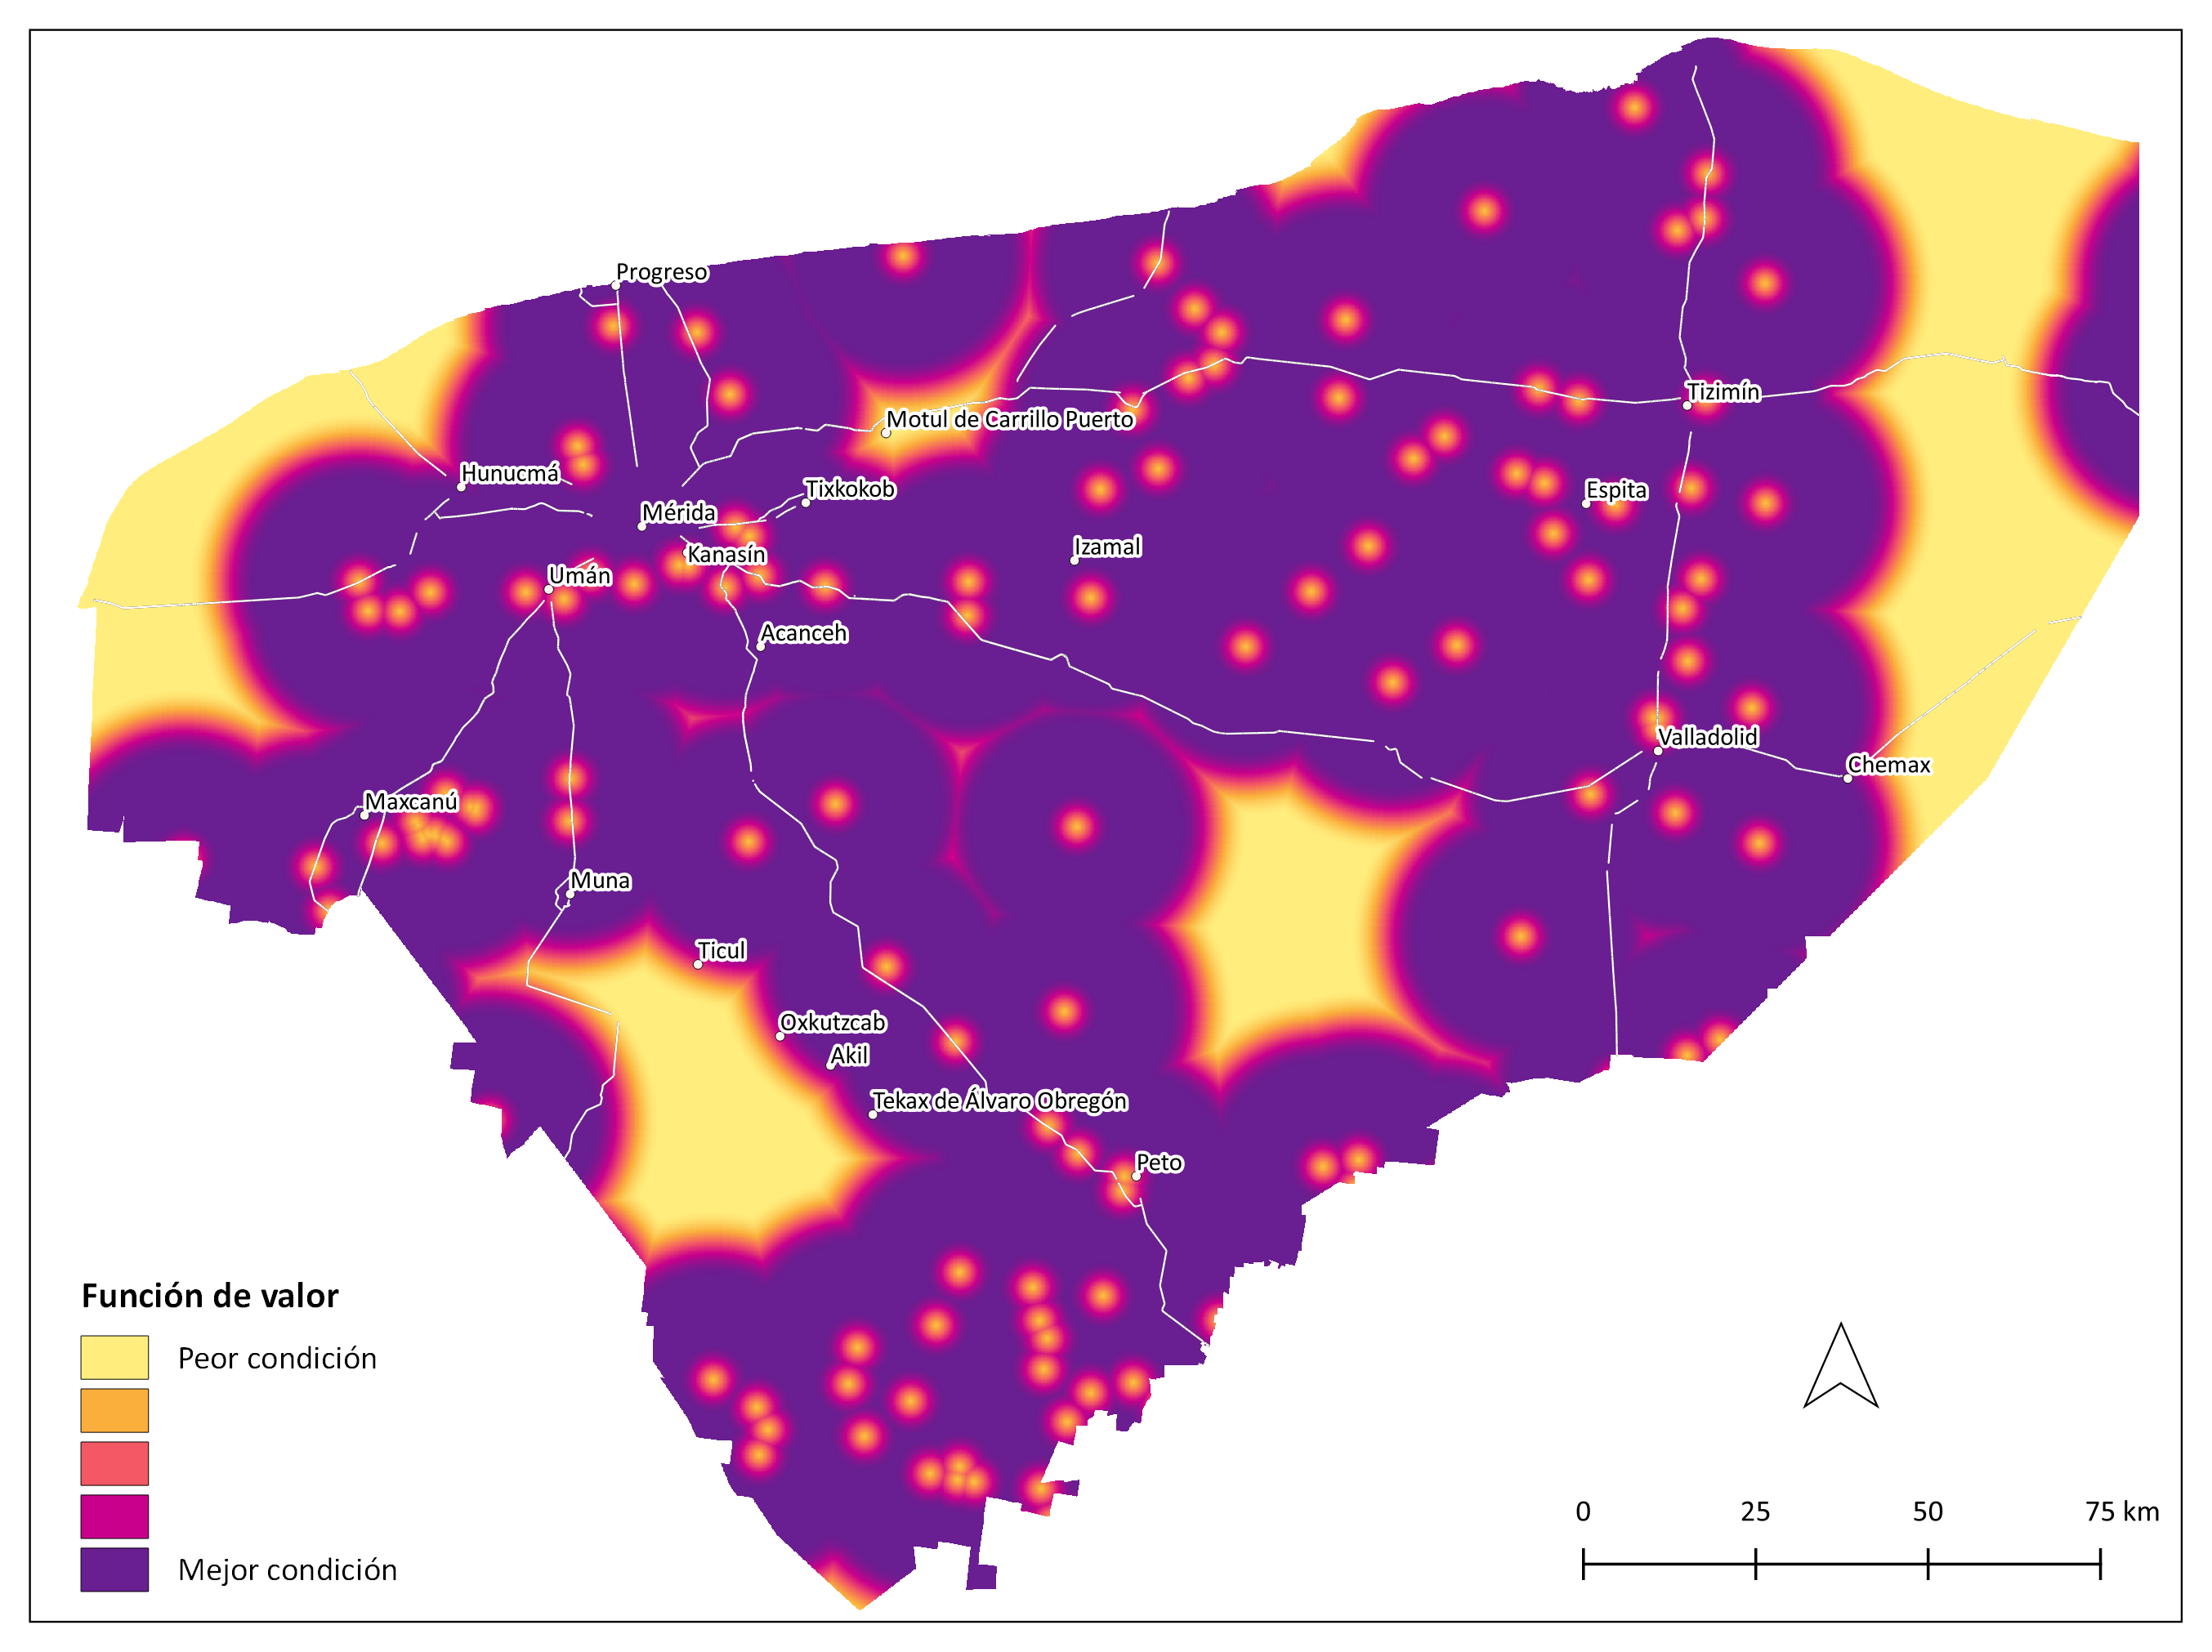 Progreso
Tizimín
Motul de Carrillo Puerto
Hunucmá
Tixkokob
Espita
Mérida
Izamal
Kanasín
Umán
Acanceh
Valladolid
Chemax
Maxcanú
Muna
Ticul
Oxkutzcab
Akil
Tekax de Álvaro Obregón
Peto
Función de valor
Peor condición
Mejor condición
0 25 50 75 km